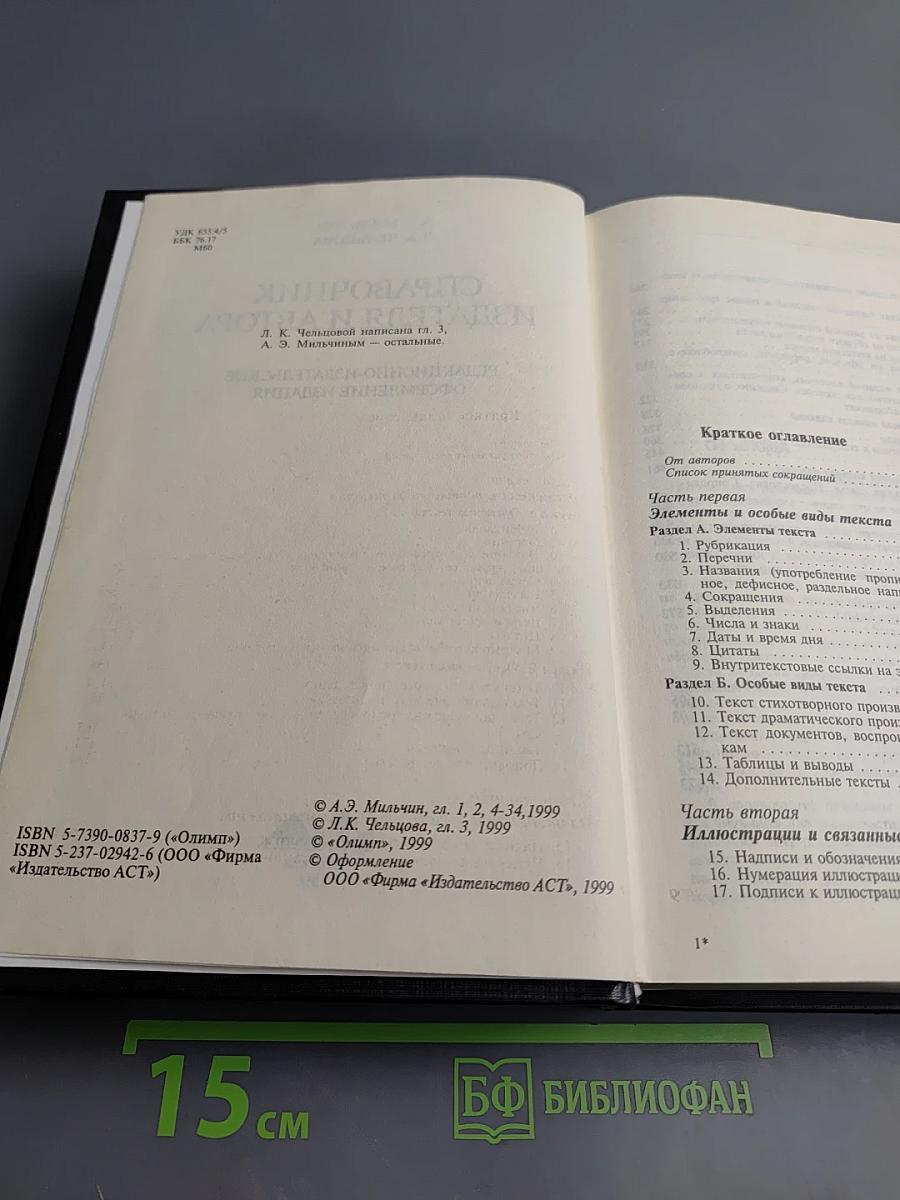 УДК 655.4/5
ББК 76.17
М60
Л. К. Чельцовой написана гл. 3,
А. Э. Мильчиным — остальные.
ISBN 5-7390-0837-9 («Олимп»)
ISBN 5-237-02942-6 (ООО «Фирма
«Издательство АСТ»)
© А.Э. Мильчин, гл. 1, 2, 4-34,1999
© Л.К. Чельцова, гл. 3, 1999
© «Олимп», 1999
© Оформление
ООО «Фирма «Издательство АСТ», 1999
Краткое оглавление
От авторов
Список принятых сокращений
Часть первая
Элементы и особые виды текста
Раздел А. Элементы текста
1. Рубрикация
2. Перечни
3. Названия (употребление пропи
ное, дефисное, раздельное нап
4. Сокращения
5. Выделения
6. Числа и знаки
7. Даты и время дня
8. Цитаты
9. Внутритекстовые ссылки на э
Раздел Б. Особые виды текста
10. Текст стихотворного произв
11. Текст драматического произ
12. Текст документов, воспро
кам
13. Таблицы и выводы
14. Дополнительные тексты
Часть вторая
Иллюстрации и связанные
15. Надписи и обозначения
16. Нумерация иллюстраци
17. Подписи к иллюстрац
1*
15 см
БФ БИБЛИОФАН